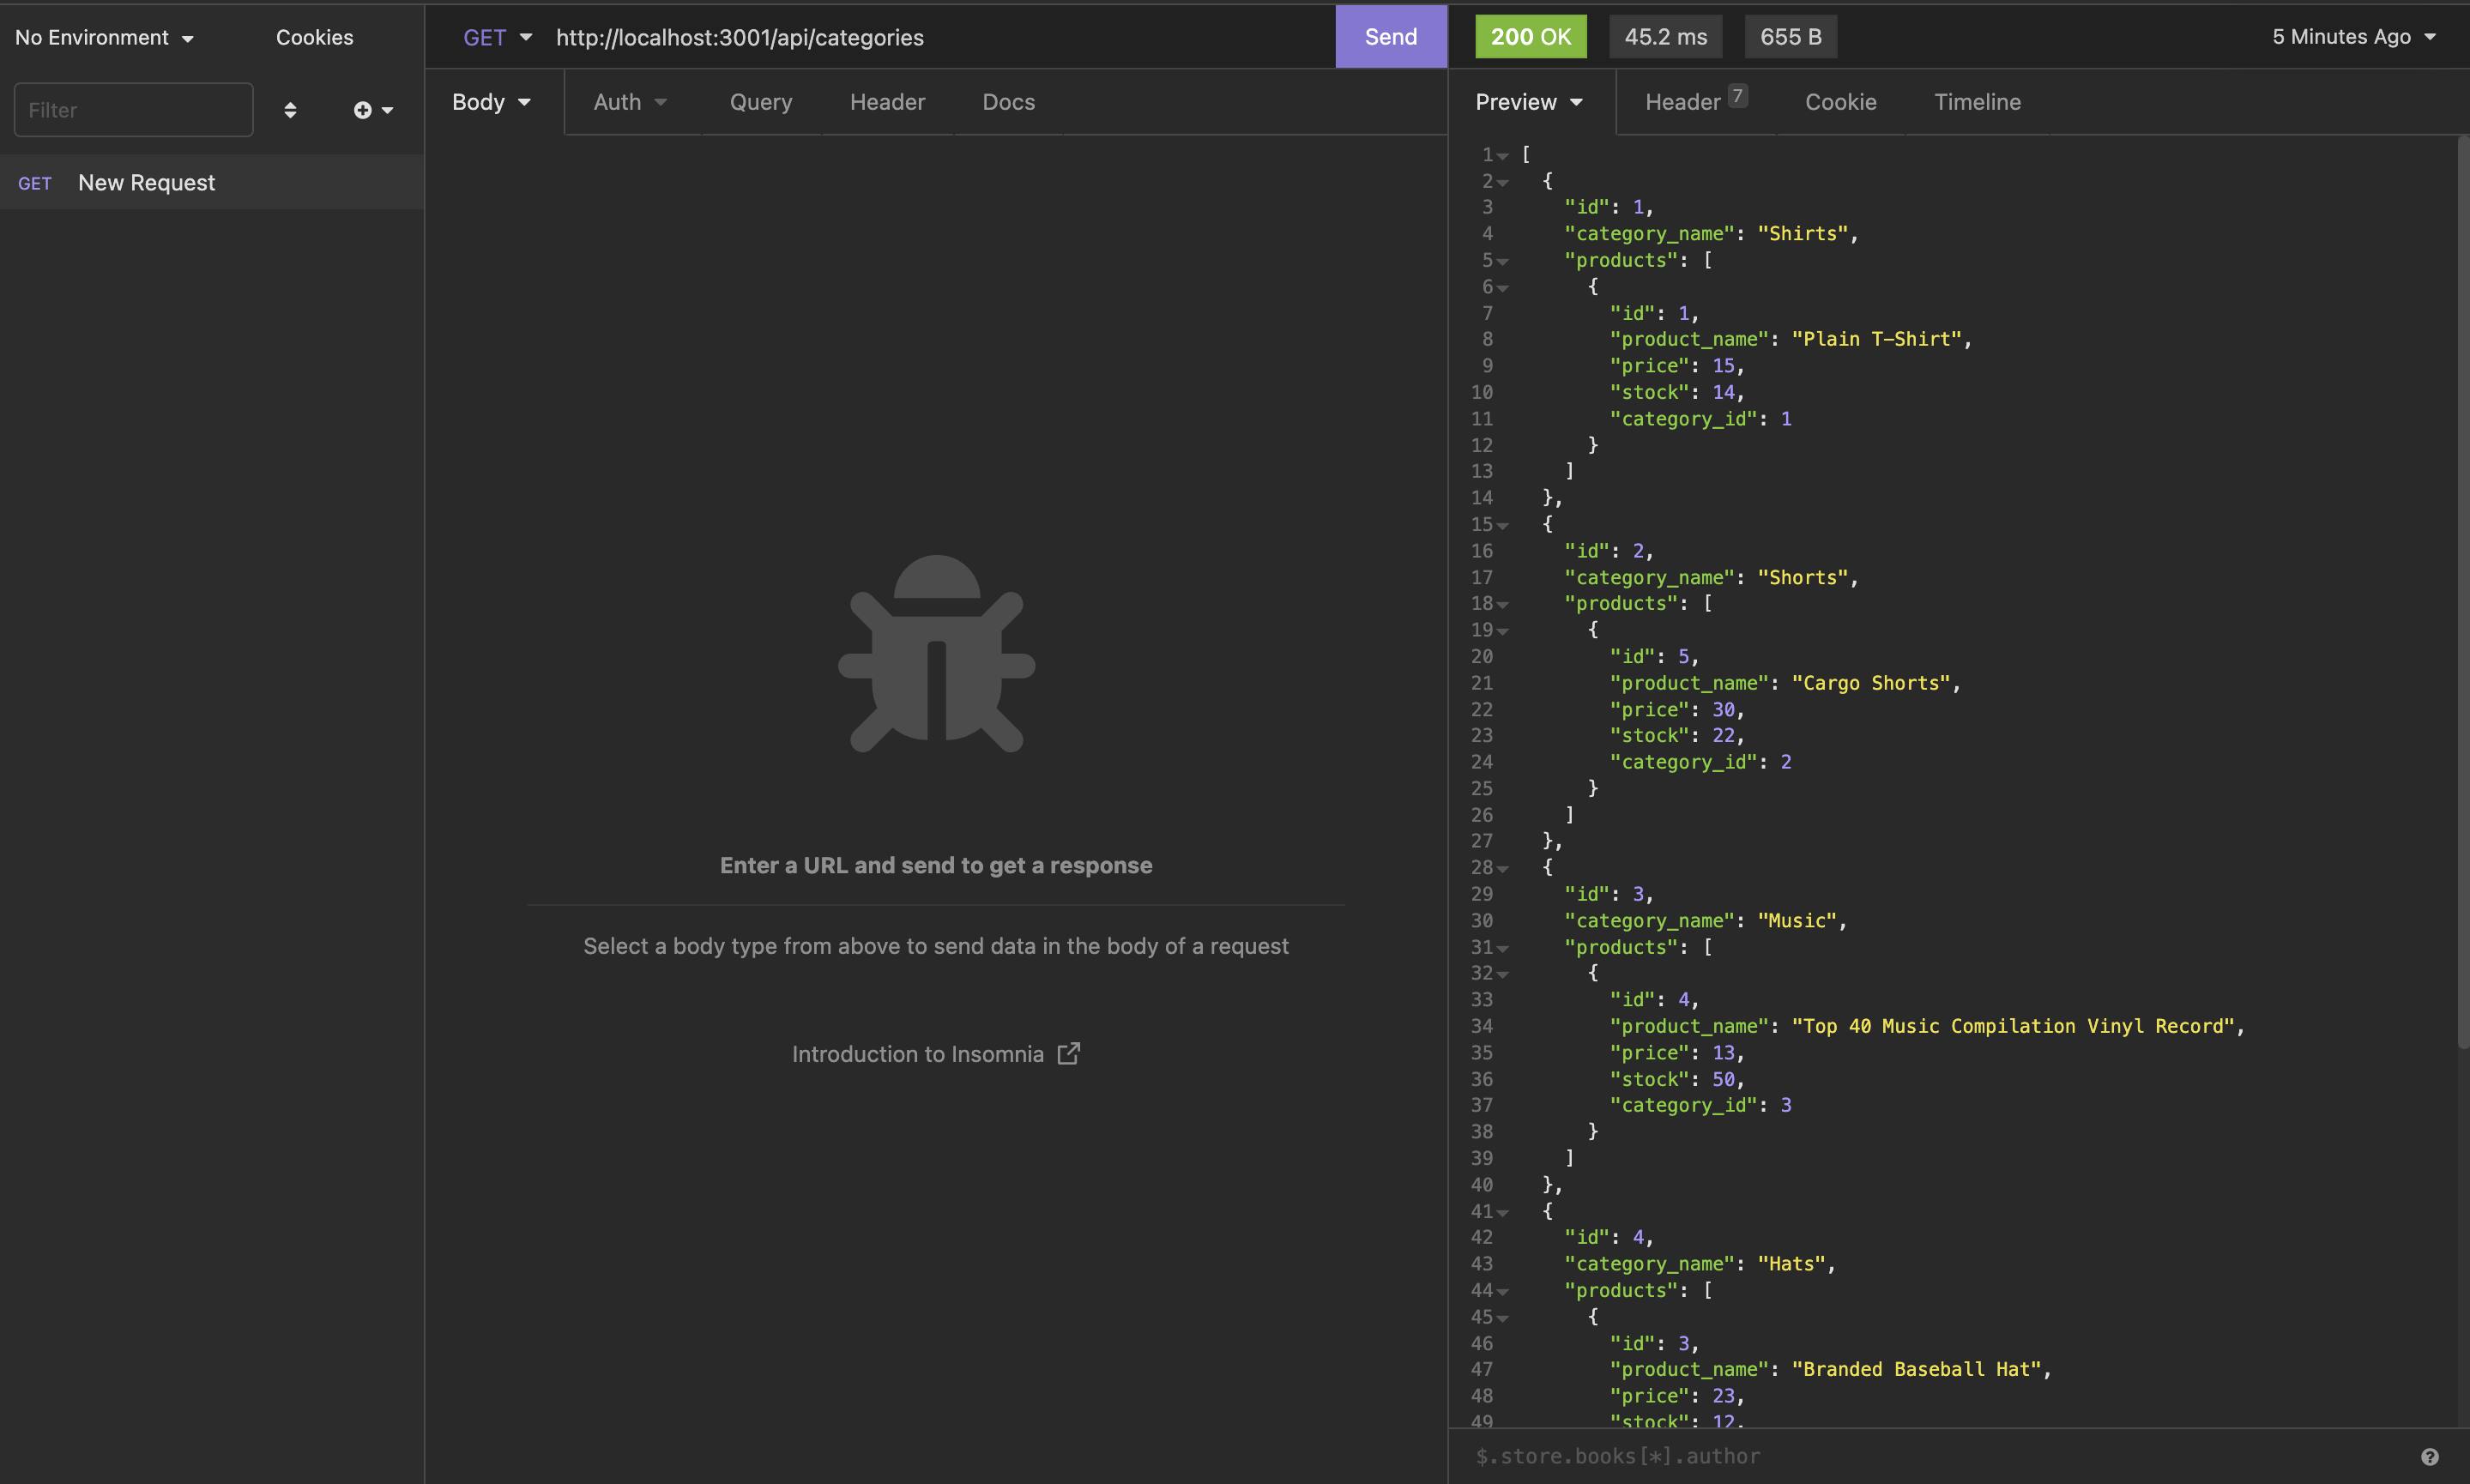 No Environment
Cookies
Filter
GET New Request
GET http://localhost:3001/api/categories
Send
Body
Auth
Query
Header
Docs
Enter a URL and send to get a response
Select a body type from above to send data in the body of a request
Introduction to Insomnia
200 OK
45.2 ms
655 B
5 Minutes Ago
Preview
Header 7
Cookie
Timeline
1 [
2 {
3 "id": 1,
4 "category_name": "Shirts",
5 "products": [
6 {
7 "id": 1,
8 "product_name": "Plain T-Shirt",
9 "price": 15,
10 "stock": 14,
11 "category_id": 1
12 }
13 ]
14 },
15 {
16 "id": 2,
17 "category_name": "Shorts",
18 "products": [
19 {
20 "id": 5,
21 "product_name": "Cargo Shorts",
22 "price": 30,
23 "stock": 22,
24 "category_id": 2
25 }
26 ]
27 },
28 {
29 "id": 3,
30 "category_name": "Music",
31 "products": [
32 {
33 "id": 4,
34 "product_name": "Top 40 Music Compilation Vinyl Record",
35 "price": 13,
36 "stock": 50,
37 "category_id": 3
38 }
39 ]
40 },
41 {
42 "id": 4,
43 "category_name": "Hats",
44 "products": [
45 {
46 "id": 3,
47 "product_name": "Branded Baseball Hat",
48 "price": 23,
49 "stock": 12,
$.store.books[*].author